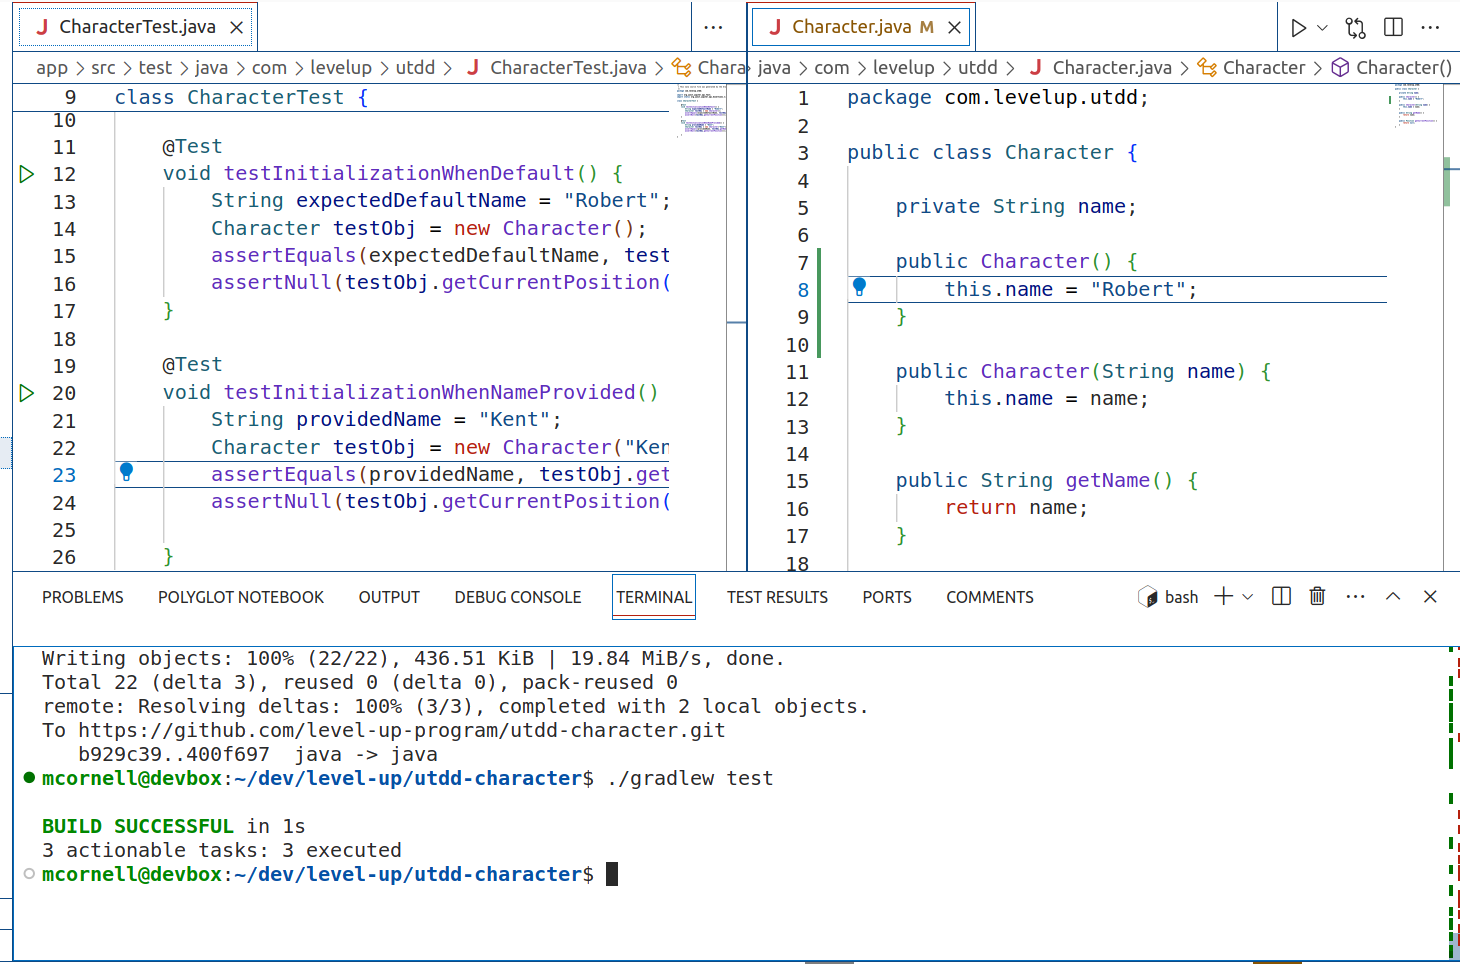 CharacterTest.java
Character.java M
app > src > test > java > com > levelup > utdd > CharacterTest.java > Chara
java > com > levelup > utdd > Character.java > Character > Character()
9 class CharacterTest {
10
11 @Test
12 void testInitializationWhenDefault() {
13 String expectedDefaultName = "Robert";
14 Character testObj = new Character();
15 assertEquals(expectedDefaultName, test
16 assertNull(testObj.getCurrentPosition(
17 }
18
19 @Test
20 void testInitializationWhenNameProvided()
21 String providedName = "Kent";
22 Character testObj = new Character("Ken
23 assertEquals(providedName, testObj.get
24 assertNull(testObj.getCurrentPosition(
25
26 }
1 package com.levelup.utdd;
2
3 public class Character {
4
5 private String name;
6
7 public Character() {
8 this.name = "Robert";
9 }
10
11 public Character(String name) {
12 this.name = name;
13 }
14
15 public String getName() {
16 return name;
17 }
18
PROBLEMS POLYGLOT NOTEBOOK OUTPUT DEBUG CONSOLE TERMINAL TEST RESULTS PORTS COMMENTS bash
Writing objects: 100% (22/22), 436.51 KiB | 19.84 MiB/s, done.
Total 22 (delta 3), reused 0 (delta 0), pack-reused 0
remote: Resolving deltas: 100% (3/3), completed with 2 local objects.
To https://github.com/level-up-program/utdd-character.git
b929c39..400f697 java -> java
mcornell@devbox:~/dev/level-up/utdd-character$ ./gradlew test
BUILD SUCCESSFUL in 1s
3 actionable tasks: 3 executed
mcornell@devbox:~/dev/level-up/utdd-character$